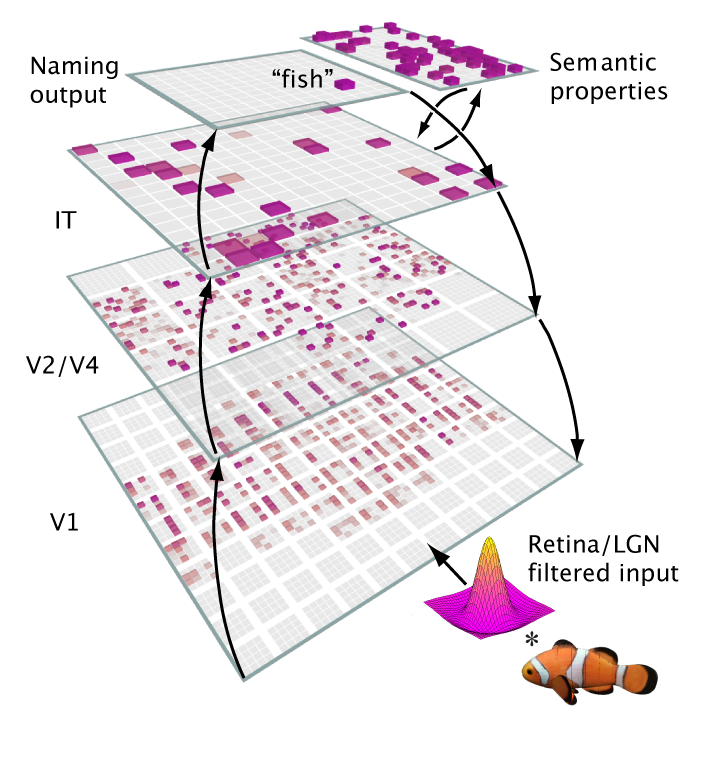 Naming
output
“fish”
Semantic
properties
IT
V2/V4
V1
Retina/LGN
filtered input
*